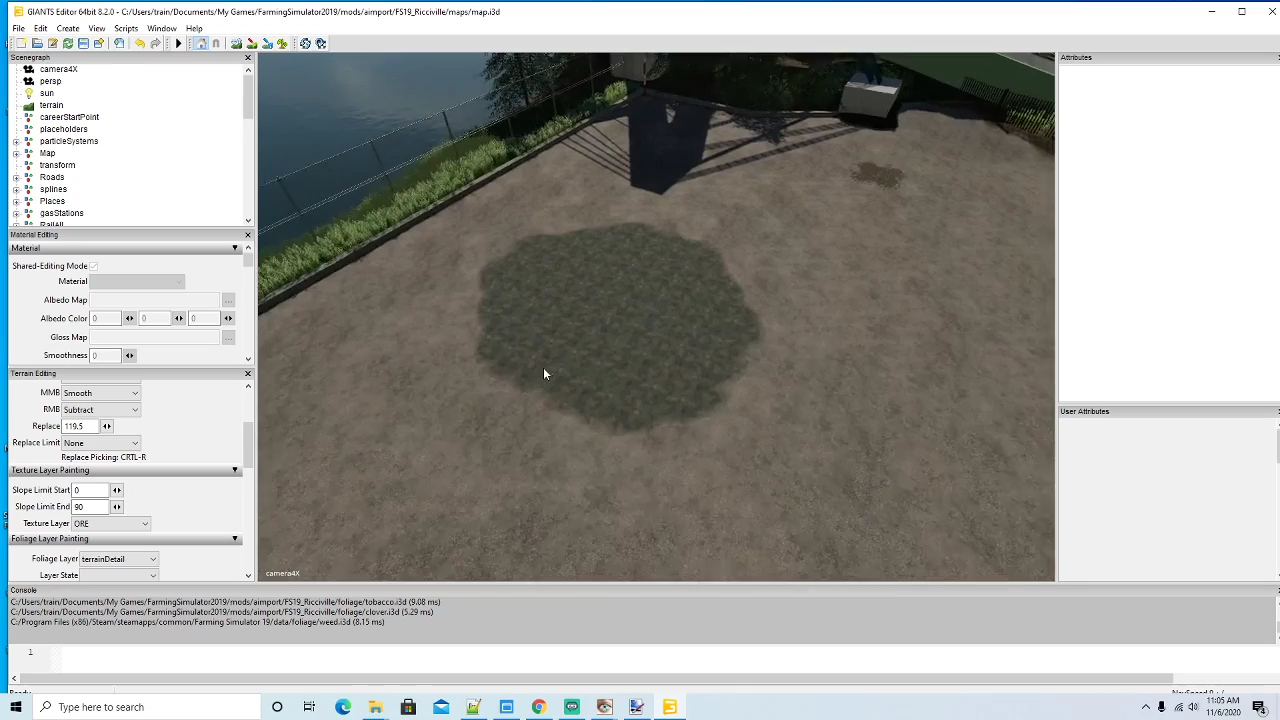 GIANTS Editor 64bit 8.2.0 - C:/Users/train/Documents/My Games/FarmingSimulator2019/mods/aimport/FS19_Ricciville/maps/map.i3d
File Edit Create View Scripts Window Help
Scenegraph
camera4X
persp
sun
terrain
careerStartPoint
placeholders
particleSystems
Map
transform
Roads
splines
Places
gasStations
Material Editing
Material
Shared-Editing Mode
Material
Albedo Map ...
Albedo Color 0 0 0
Gloss Map ...
Smoothness 0
Terrain Editing
MMB Smooth
RMB Subtract
Replace 119.5
Replace Limit None
Replace Picking: CRTL-R
Texture Layer Painting
Slope Limit Start 0
Slope Limit End 90
Texture Layer ORE
Foliage Layer Painting
Foliage Layer terrainDetail
Layer State
camera4X
Attributes
User Attributes
Console
C:/Users/train/Documents/My Games/FarmingSimulator2019/mods/aimport/FS19_Ricciville/foliage/tobacco.i3d (9.08 ms)
C:/Users/train/Documents/My Games/FarmingSimulator2019/mods/aimport/FS19_Ricciville/foliage/clover.i3d (5.29 ms)
C:/Program Files (x86)/Steam/steamapps/common/Farming Simulator 19/data/foliage/weed.i3d (8.15 ms)
1
Type here to search
11:05 AM
11/6/2020